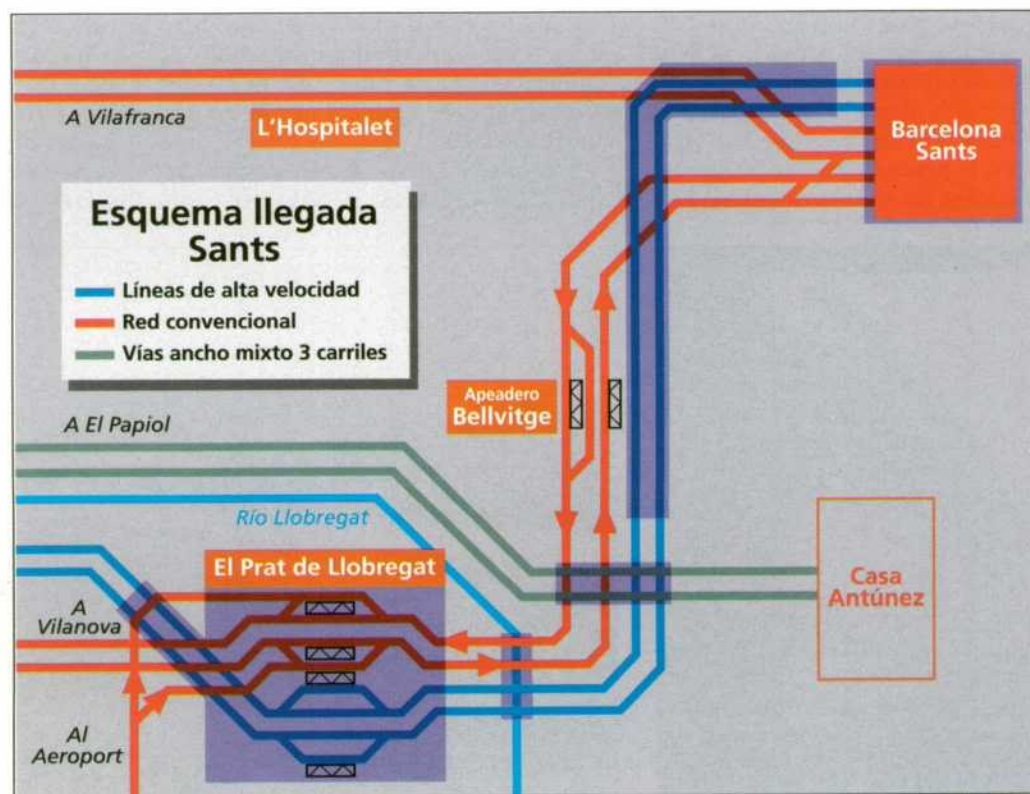 A Vilafranca
L'Hospitalet
Barcelona
Sants
Esquema llegada
Sants
Líneas de alta velocidad
Red convencional
Vías ancho mixto 3 carriles
Apeadero
Bellvitge
A El Papiol
Río Llobregat
El Prat de Llobregat
Casa
Antúnez
A
Vilanova
Al
Aeroport